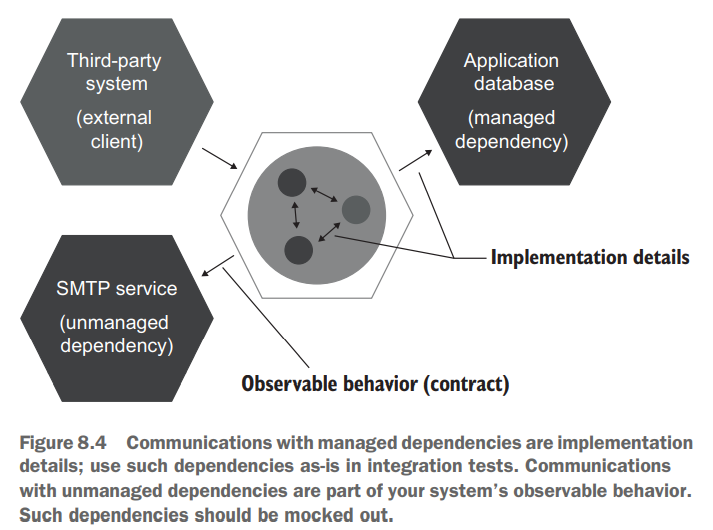 Third-party
system
(external
client)
Application
database
(managed
dependency)
Implementation details
SMTP service
(unmanaged
dependency)
Observable behavior (contract)
Figure 8.4 Communications with managed dependencies are implementation
details; use such dependencies as-is in integration tests. Communications
with unmanaged dependencies are part of your system’s observable behavior.
Such dependencies should be mocked out.